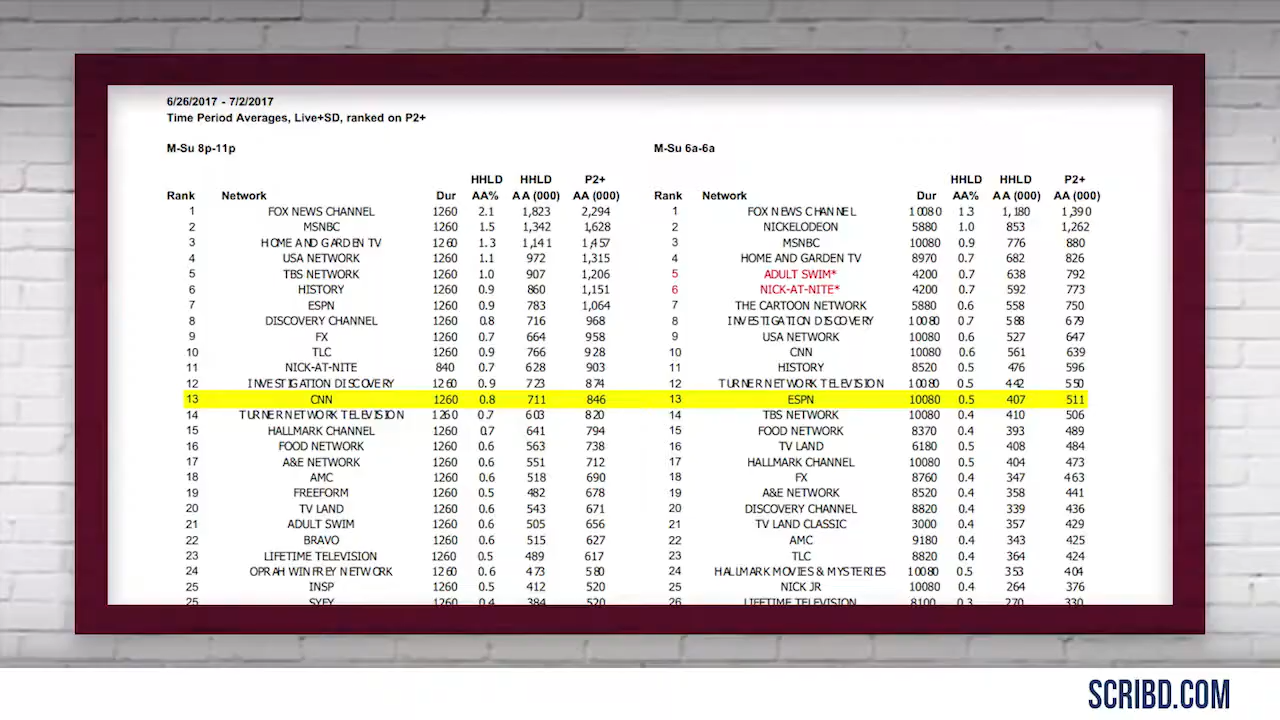 6/26/2017 - 7/2/2017
Time Period Averages, Live+SD, ranked on P2+
M-Su 8p-11p
HHLD HHLD P2+
Rank Network Dur AA% AA (000) AA (000)
1 FOX NEWS CHANNEL 1260 2.1 1,823 2,294
2 MSNBC 1260 1.5 1,342 1,628
3 HOME AND GARDEN TV 1260 1.3 1,141 1,457
4 USA NETWORK 1260 1.1 972 1,315
5 TBS NETWORK 1260 1.0 907 1,206
6 HISTORY 1260 0.9 860 1,151
7 ESPN 1260 0.9 783 1,064
8 DISCOVERY CHANNEL 1260 0.8 716 968
9 FX 1260 0.7 664 958
10 TLC 1260 0.9 766 928
11 NICK-AT-NITE 840 0.7 628 903
12 INVESTIGATION DISCOVERY 1260 0.9 723 874
13 CNN 1260 0.8 711 846
14 TURNER NETWORK TELEVISION 1260 0.7 603 820
15 HALLMARK CHANNEL 1260 0.7 641 794
16 FOOD NETWORK 1260 0.6 563 738
17 A&E NETWORK 1260 0.6 551 712
18 AMC 1260 0.6 518 690
19 FREEFORM 1260 0.5 482 678
20 TV LAND 1260 0.6 543 671
21 ADULT SWIM 1260 0.6 505 656
22 BRAVO 1260 0.6 515 627
23 LIFETIME TELEVISION 1260 0.5 489 617
24 OPRAH WINFREY NETWORK 1260 0.6 473 580
25 INSP 1260 0.5 412 520
25 SYFY 1260 0.4 384 520
M-Su 6a-6a
HHLD HHLD P2+
Rank Network Dur AA% AA (000) AA (000)
1 FOX NEWS CHANNEL 10080 1.3 1,180 1,390
2 NICKELODEON 5880 1.0 853 1,262
3 MSNBC 10080 0.9 776 880
4 HOME AND GARDEN TV 8970 0.7 682 826
5 ADULT SWIM* 4200 0.7 638 792
6 NICK-AT-NITE* 4200 0.7 592 773
7 THE CARTOON NETWORK 5880 0.6 558 750
8 INVESTIGATION DISCOVERY 10080 0.7 588 679
9 USA NETWORK 10080 0.6 527 647
10 CNN 10080 0.6 561 639
11 HISTORY 8520 0.5 476 596
12 TURNER NETWORK TELEVISION 10080 0.5 442 550
13 ESPN 10080 0.5 407 511
14 TBS NETWORK 10080 0.4 410 506
15 FOOD NETWORK 8370 0.4 393 489
16 TV LAND 6180 0.5 408 484
17 HALLMARK CHANNEL 10080 0.5 404 473
18 FX 8760 0.4 347 463
19 A&E NETWORK 8520 0.4 358 441
20 DISCOVERY CHANNEL 8820 0.4 339 436
21 TV LAND CLASSIC 3000 0.4 357 429
22 AMC 9180 0.4 343 425
23 TLC 8820 0.4 364 424
24 HALLMARK MOVIES & MYSTERIES 10080 0.5 353 404
25 NICK JR 10080 0.4 264 376
26 LIFETIME TELEVISION 8100 0.3 270 330
SCRIBD.COM